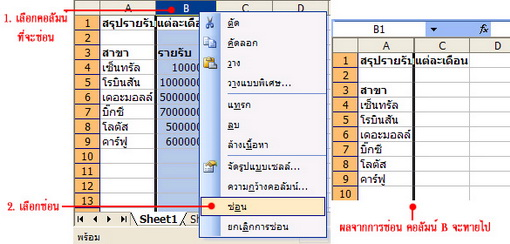 1. เลือกคอลัมน์
ที่จะซ่อน
A B C D
1 สรุปรายรับแต่ละเดือน
2
3 สาขา รายรับ
4 เซ็นทรัล 10000
5 โรบินสัน 1000000
6 เดอะมอลล์ 5000000
7 บิ๊กซี 7000000
8 โลตัส 500000
9 คาร์ฟู 600000
10
11
12
13
ตัด
คัดลอก
วาง
วางแบบพิเศษ...
แทรก
ลบ
ล้างเนื้อหา
จัดรูปแบบเซลล์...
ความกว้างคอลัมน์...
ซ่อน
ยกเลิกการซ่อน
2. เลือกซ่อน
Sheet1
พร้อม
B1 fx
A C D
1 สรุปรายรับแต่ละเดือน
2
3 สาขา
4 เซ็นทรัล
5 โรบินสัน
6 เดอะมอลล์
7 บิ๊กซี
8 โลตัส
9 คาร์ฟู
10
ผลจากการซ่อน คอลัมน์ B จะหายไป